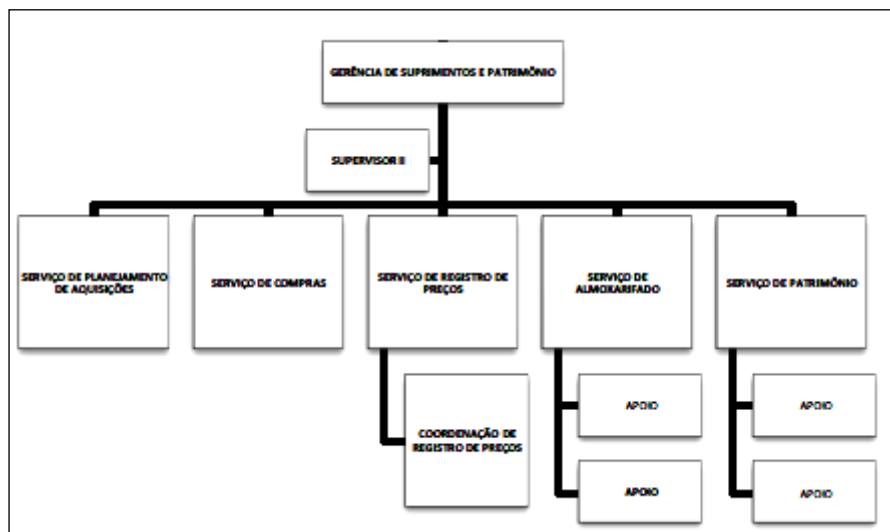 GERÊNCIA DE SUPRIMENTOS E PATRIMÔNIO
SUPERVISOR II
SERVIÇO DE PLANEJAMENTO
DE AQUISIÇÕES
SERVIÇO DE COMPRAS
SERVIÇO DE REGISTRO DE
PREÇOS
SERVIÇO DE
ALMOXARIFADO
SERVIÇO DE PATRIMÔNIO
COORDENAÇÃO DE
REGISTRO DE PREÇOS
APOIO
APOIO
APOIO
APOIO